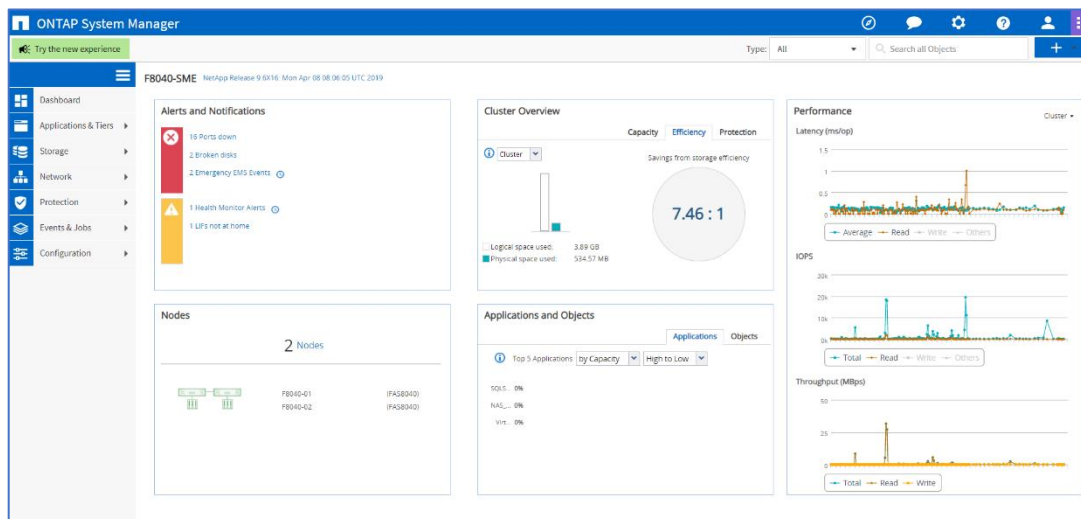 ONTAP System Manager
Try the new experience
Type: All
Search all Objects
F8040-SME NetApp Release 9.6X16: Mon Apr 08 08:06:05 UTC 2019
Dashboard
Applications & Tiers
Storage
Network
Protection
Events & Jobs
Configuration
Alerts and Notifications
16 Ports down
2 Broken disks
2 Emergency EMS Events
1 Health Monitor Alerts
1 LIFs not at home
Cluster Overview
Capacity Efficiency Protection
Cluster
Savings from storage efficiency
7.46 : 1
Logical space used: 3.89 GB
Physical space used: 534.57 MB
Nodes
2 Nodes
F8040-01 (FAS8040)
F8040-02 (FAS8040)
Applications and Objects
Applications Objects
Top 5 Applications by Capacity High to Low
SQLS... 0%
NAS_... 0%
Virt... 0%
Performance
Cluster
Latency (ms/op)
1.5
1
0.5
0
Average Read Write Others
IOPS
30k
20k
10k
0k
Total Read Write Others
Throughput (MBps)
50
25
0
Total Read Write